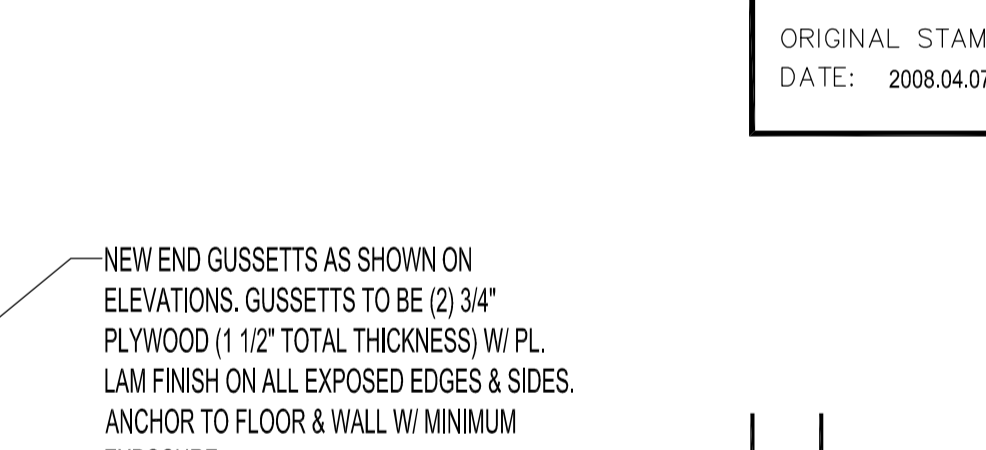 ORIGINAL STAM
DATE: 2008.04.07
NEW END GUSSETTS AS SHOWN ON
ELEVATIONS. GUSSETTS TO BE (2) 3/4"
PLYWOOD (1 1/2" TOTAL THICKNESS) W/ PL.
LAM FINISH ON ALL EXPOSED EDGES & SIDES.
ANCHOR TO FLOOR & WALL W/ MINIMUM